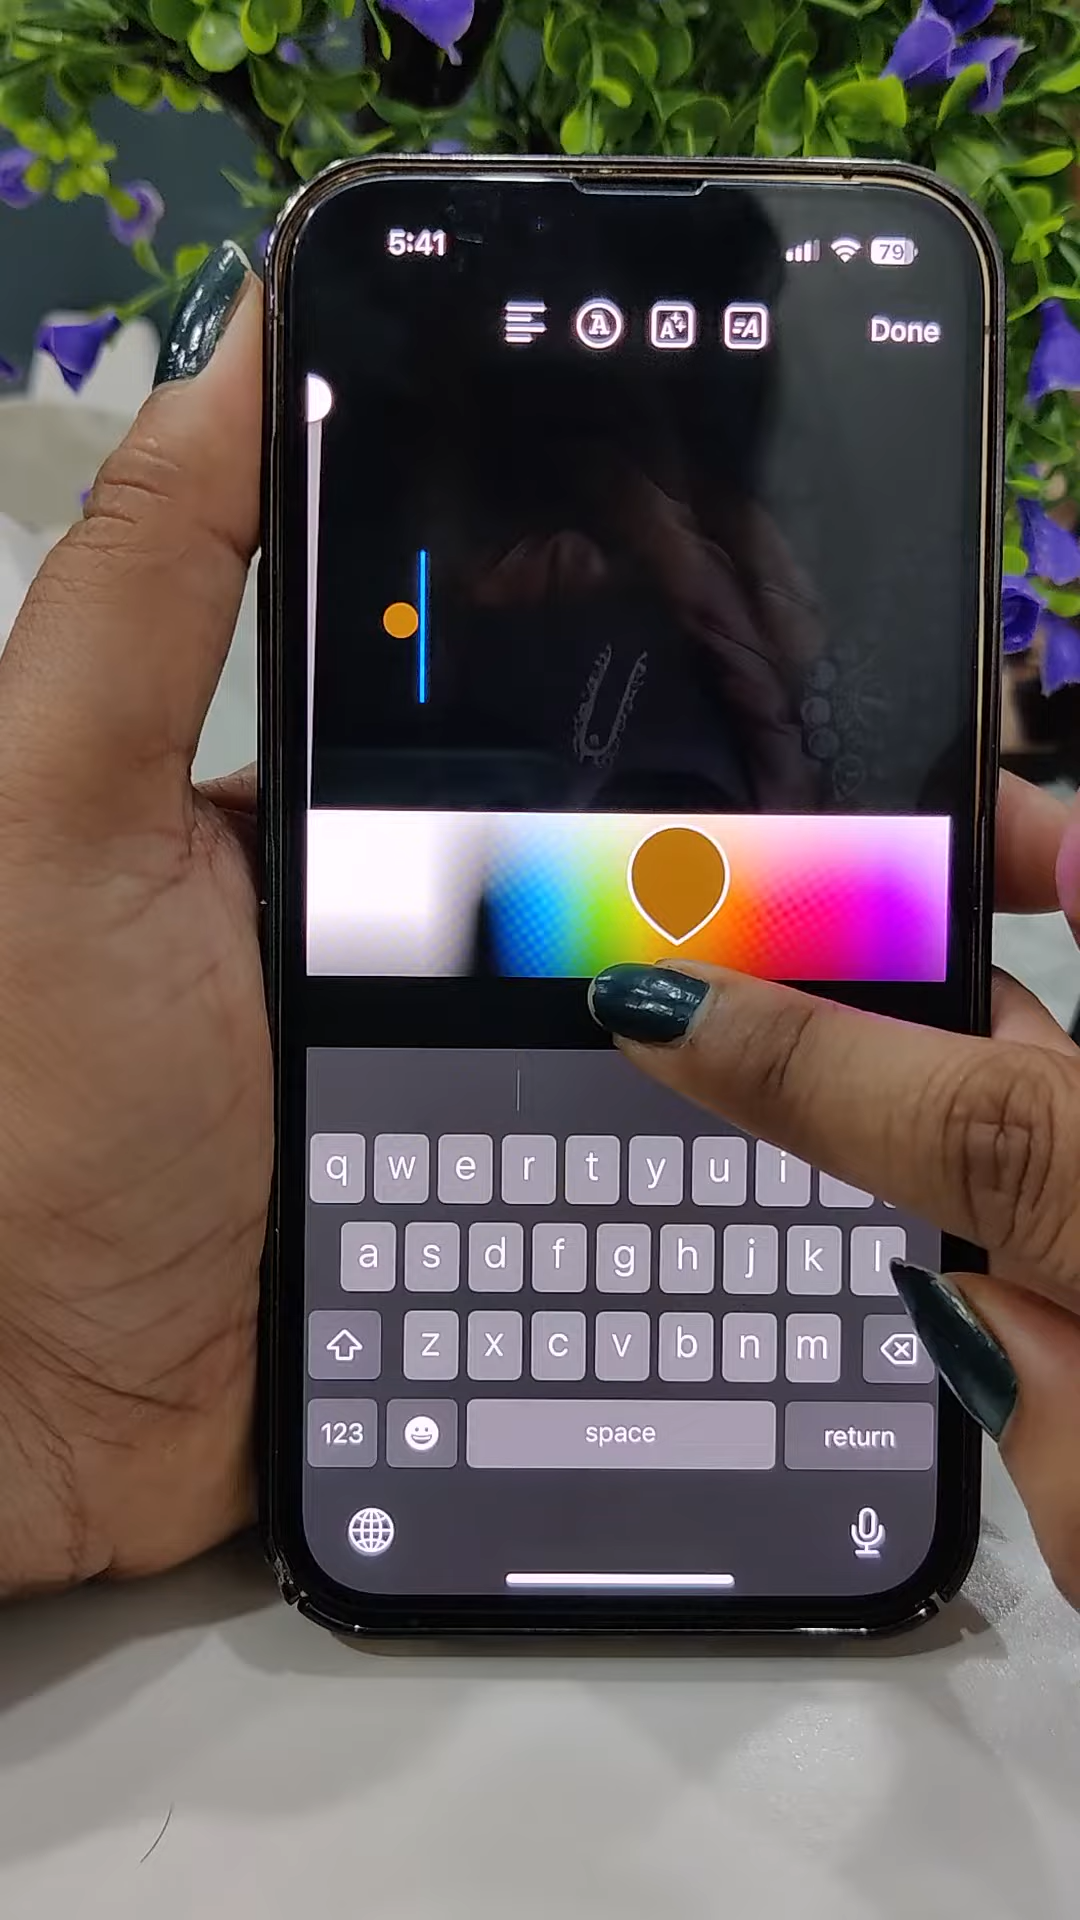 5:41 79
A A =A Done
q w e r t y u i
a s d f g h j k l
z x c v b n m
123 space return